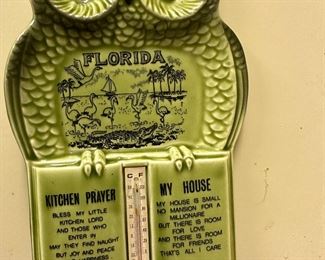 FLORIDA
C F
KITCHEN PRAYER
BLESS MY LITTLE
KITCHEN LORD
AND THOSE WHO
ENTER IN
MAY THEY FIND NAUGHT
BUT JOY AND PEACE
MY HOUSE
MY HOUSE IS SMALL
NO MANSION FOR A
MILLIONAIRE
BUT THERE IS ROOM
FOR LOVE
AND THERE IS ROOM
FOR FRIENDS
THAT'S ALL I CARE